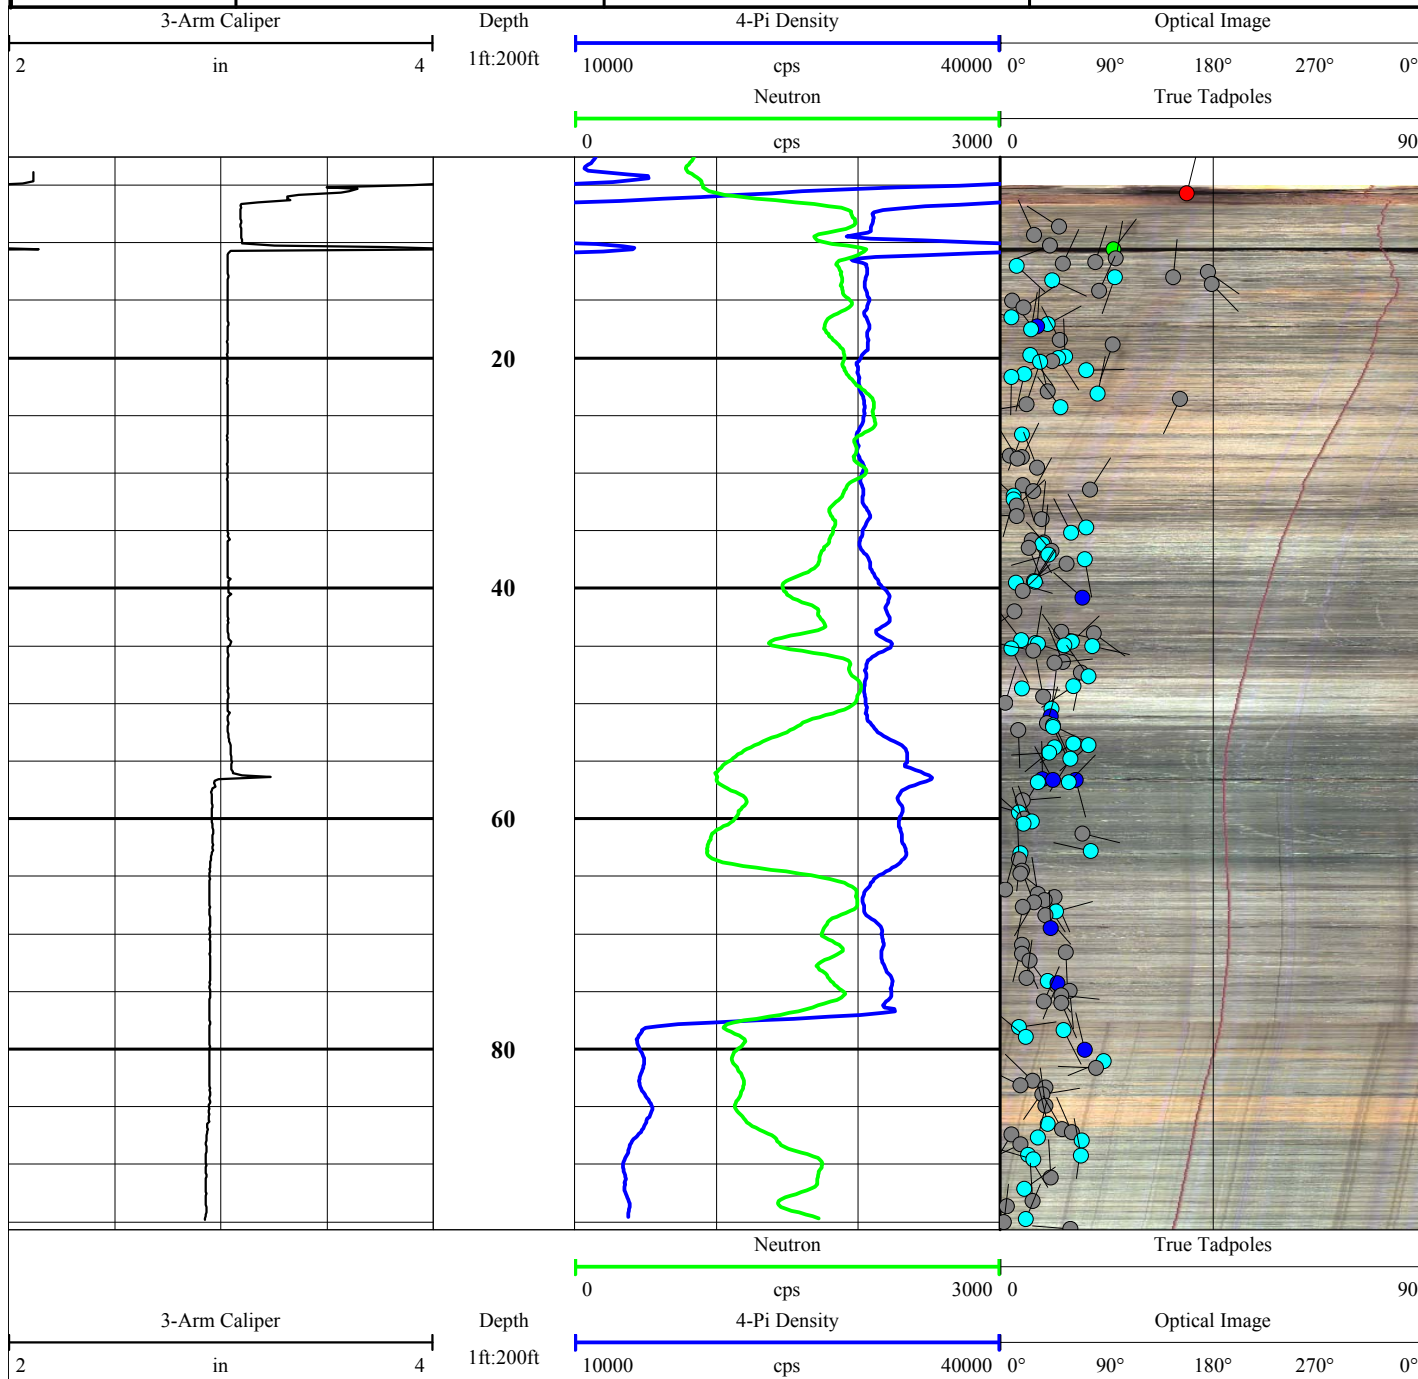 3-Arm Caliper Depth 4-Pi Density Optical Image
2 in 4 1ft:200ft 10000 cps 40000 0° 90° 180° 270° 0°
Neutron True Tadpoles
0 cps 3000 0 90
20
40
60
80
Neutron True Tadpoles
0 cps 3000 0 90
3-Arm Caliper Depth 4-Pi Density Optical Image
2 in 4 1ft:200ft 10000 cps 40000 0° 90° 180° 270° 0°